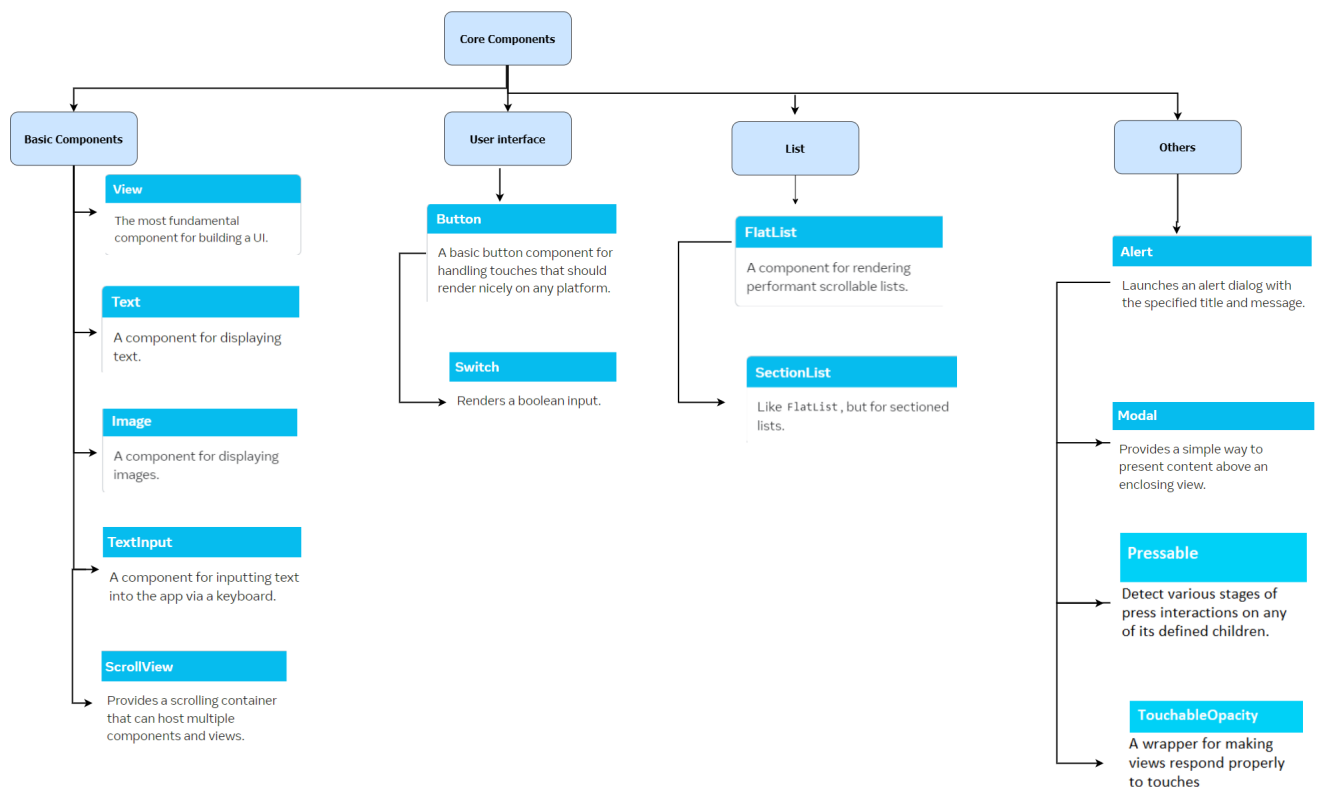 Core Components
Basic Components
View
The most fundamental
component for building a UI.
Text
A component for displaying
text.
Image
A component for displaying
images.
TextInput
A component for inputting text
into the app via a keyboard.
ScrollView
Provides a scrolling container
that can host multiple
components and views.
User interface
Button
A basic button component for
handling touches that should
render nicely on any platform.
Switch
Renders a boolean input.
List
FlatList
A component for rendering
performant scrollable lists.
SectionList
Like FlatList, but for sectioned
lists.
Others
Alert
Launches an alert dialog with
the specified title and message.
Modal
Provides a simple way to
present content above an
enclosing view.
Pressable
Detect various stages of
press interactions on any
of its defined children.
TouchableOpacity
A wrapper for making
views respond properly
to touches